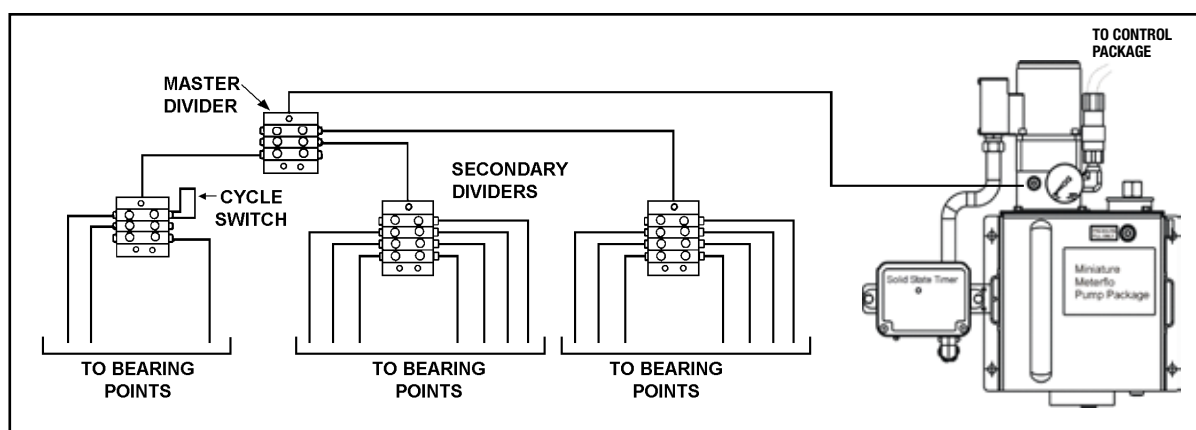 TO CONTROL
PACKAGE
MASTER
DIVIDER
SECONDARY
DIVIDERS
CYCLE
SWITCH
Solid State Timer
Miniature
Meterflo
Pump Package
TO BEARING
POINTS
TO BEARING
POINTS
TO BEARING
POINTS